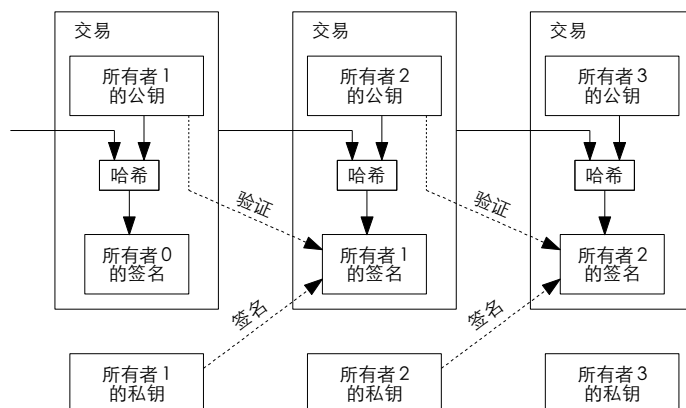 交易
交易
交易
所有者1
的公钥
所有者2
的公钥
所有者3
的公钥
哈希
哈希
哈希
验证
验证
所有者0
的签名
所有者1
的签名
所有者2
的签名
签名
签名
所有者1
的私钥
所有者2
的私钥
所有者3
的私钥